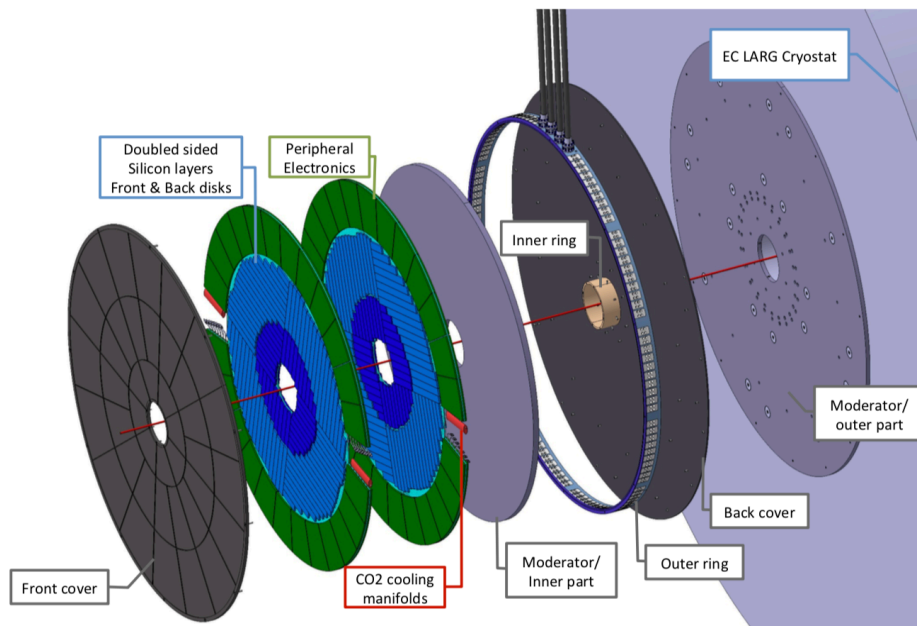 EC LARG Cryostat
Doubled sided
Silicon layers
Front & Back disks
Peripheral
Electronics
Inner ring
Moderator/
outer part
Back cover
Outer ring
Moderator/
Inner part
CO2 cooling
manifolds
Front cover